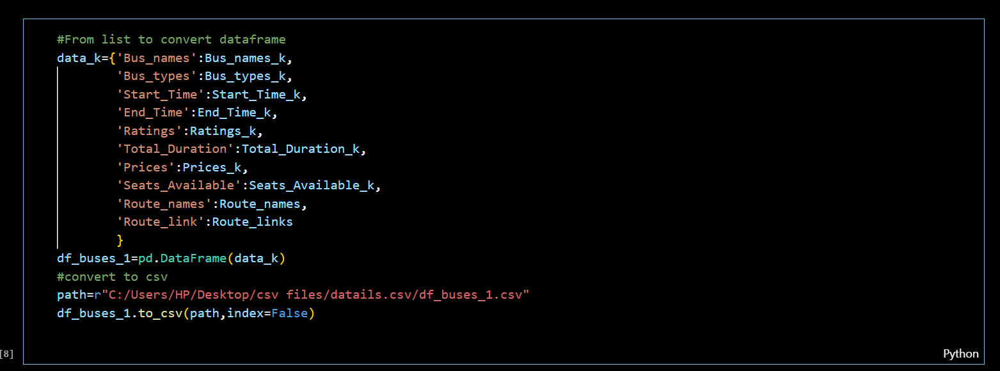 #From list to convert dataframe
data_k={'Bus_names':Bus_names_k,
'Bus_types':Bus_types_k,
'Start_Time':Start_Time_k,
'End_Time':End_Time_k,
'Ratings':Ratings_k,
'Total_Duration':Total_Duration_k,
'Prices':Prices_k,
'Seats_Available':Seats_Available_k,
'Route_names':Route_names,
'Route_link':Route_links
}
df_buses_1=pd.DataFrame(data_k)
#convert to csv
path=r"C:/Users/HP/Desktop/csv files/datails.csv/df_buses_1.csv"
df_buses_1.to_csv(path,index=False)
[8]
Python